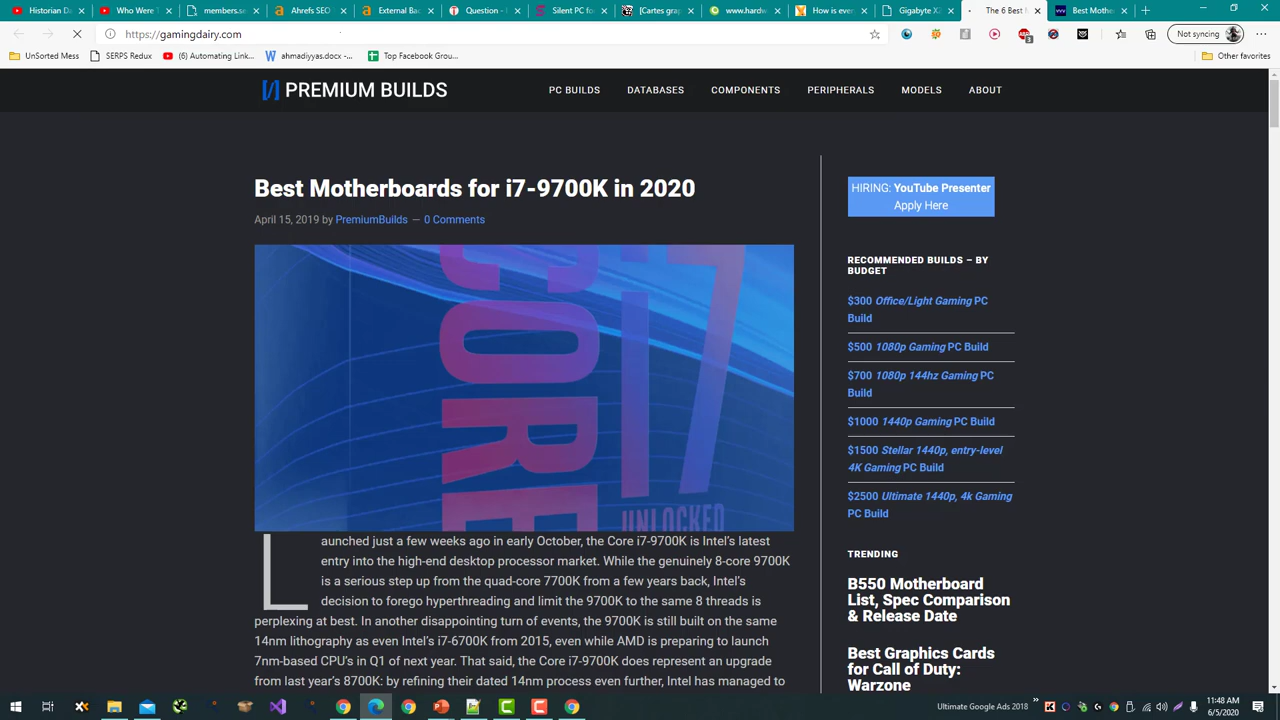 Historian Da
Who Were T
members.sc
Ahrefs SEO
External Bac
Question - L
Silent PC for
[Cartes grap
www.hardw
How is even
Gigabyte X2
The 6 Best M
Best Mothe
https://gamingdairy.com
Not syncing
UnSorted Mess
SERPS Redux
(6) Automating Link...
ahmadiyyas.docx -...
Top Facebook Grou...
Other favorites
[/] PREMIUM BUILDS
PC BUILDS DATABASES COMPONENTS PERIPHERALS MODELS ABOUT
Best Motherboards for i7-9700K in 2020
April 15, 2019 by PremiumBuilds — 0 Comments
CORE
i7
UNLOCKED
Launched just a few weeks ago in early October, the Core i7-9700K is Intel's latest
entry into the high-end desktop processor market. While the genuinely 8-core 9700K
is a serious step up from the quad-core 7700K from a few years back, Intel's
decision to forego hyperthreading and limit the 9700K to the same 8 threads is
perplexing at best. In another disappointing turn of events, the 9700K is still built on the same
14nm lithography as even Intel's i7-6700K from 2015, even while AMD is preparing to launch
7nm-based CPU's in Q1 of next year. That said, the Core i7-9700K does represent an upgrade
from last year's 8700K: by refining their dated 14nm process even further, Intel has managed to
HIRING: YouTube Presenter
Apply Here
RECOMMENDED BUILDS – BY
BUDGET
$300 Office/Light Gaming PC
Build
$500 1080p Gaming PC Build
$700 1080p 144hz Gaming PC
Build
$1000 1440p Gaming PC Build
$1500 Stellar 1440p, entry-level
4K Gaming PC Build
$2500 Ultimate 1440p, 4k Gaming
PC Build
TRENDING
B550 Motherboard
List, Spec Comparison
& Release Date
Best Graphics Cards
for Call of Duty:
Warzone
Ultimate Google Ads 2018
11:48 AM
6/5/2020